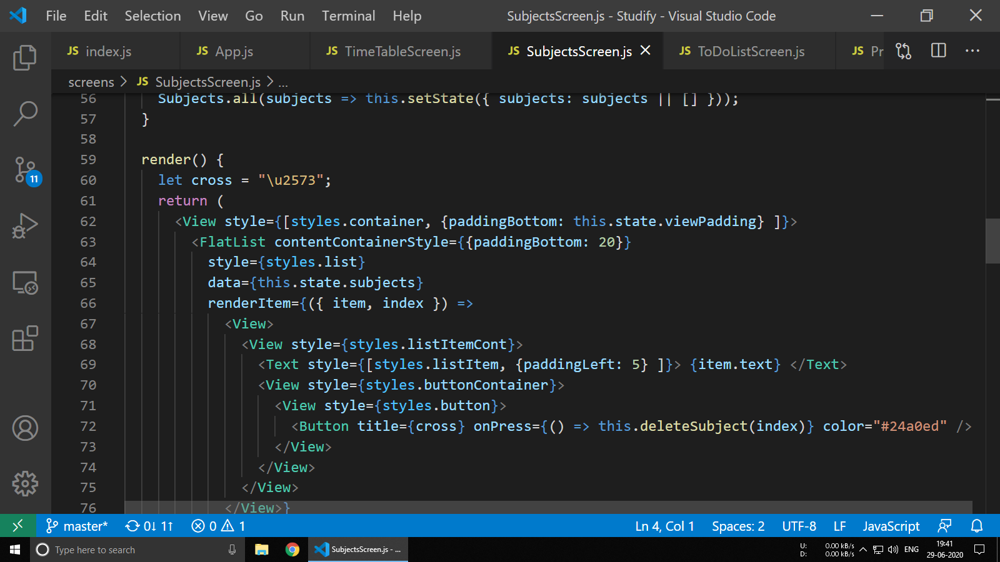 File Edit Selection View Go Run Terminal Help SubjectsScreen.js - Studify - Visual Studio Code
JS index.js JS App.js JS TimeTableScreen.js JS SubjectsScreen.js JS ToDoListScreen.js JS Pr
screens > JS SubjectsScreen.js > ...
56 Subjects.all(subjects => this.setState({ subjects: subjects || [] }));
57 }
58
59 render() {
60 let cross = "\u2573";
61 return (
62 <View style={[styles.container, {paddingBottom: this.state.viewPadding} ]}>
63 <FlatList contentContainerStyle={{paddingBottom: 20}}
64 style={styles.list}
65 data={this.state.subjects}
66 renderItem={({ item, index }) =>
67 <View>
68 <View style={styles.listItemCont}>
69 <Text style={[styles.listItem, {paddingLeft: 5} ]}> {item.text} </Text>
70 <View style={styles.buttonContainer}>
71 <View style={styles.button}>
72 <Button title={cross} onPress={() => this.deleteSubject(index)} color="#24a0ed" />
73 </View>
74 </View>
75 </View>
76 </View>}
11
master* 0↓ 1↑ 0 1 Ln 4, Col 1 Spaces: 2 UTF-8 LF JavaScript
Type here to search SubjectsScreen.js - ... U: 0.00 kB/s D: 0.00 kB/s ENG 19:41 29-06-2020